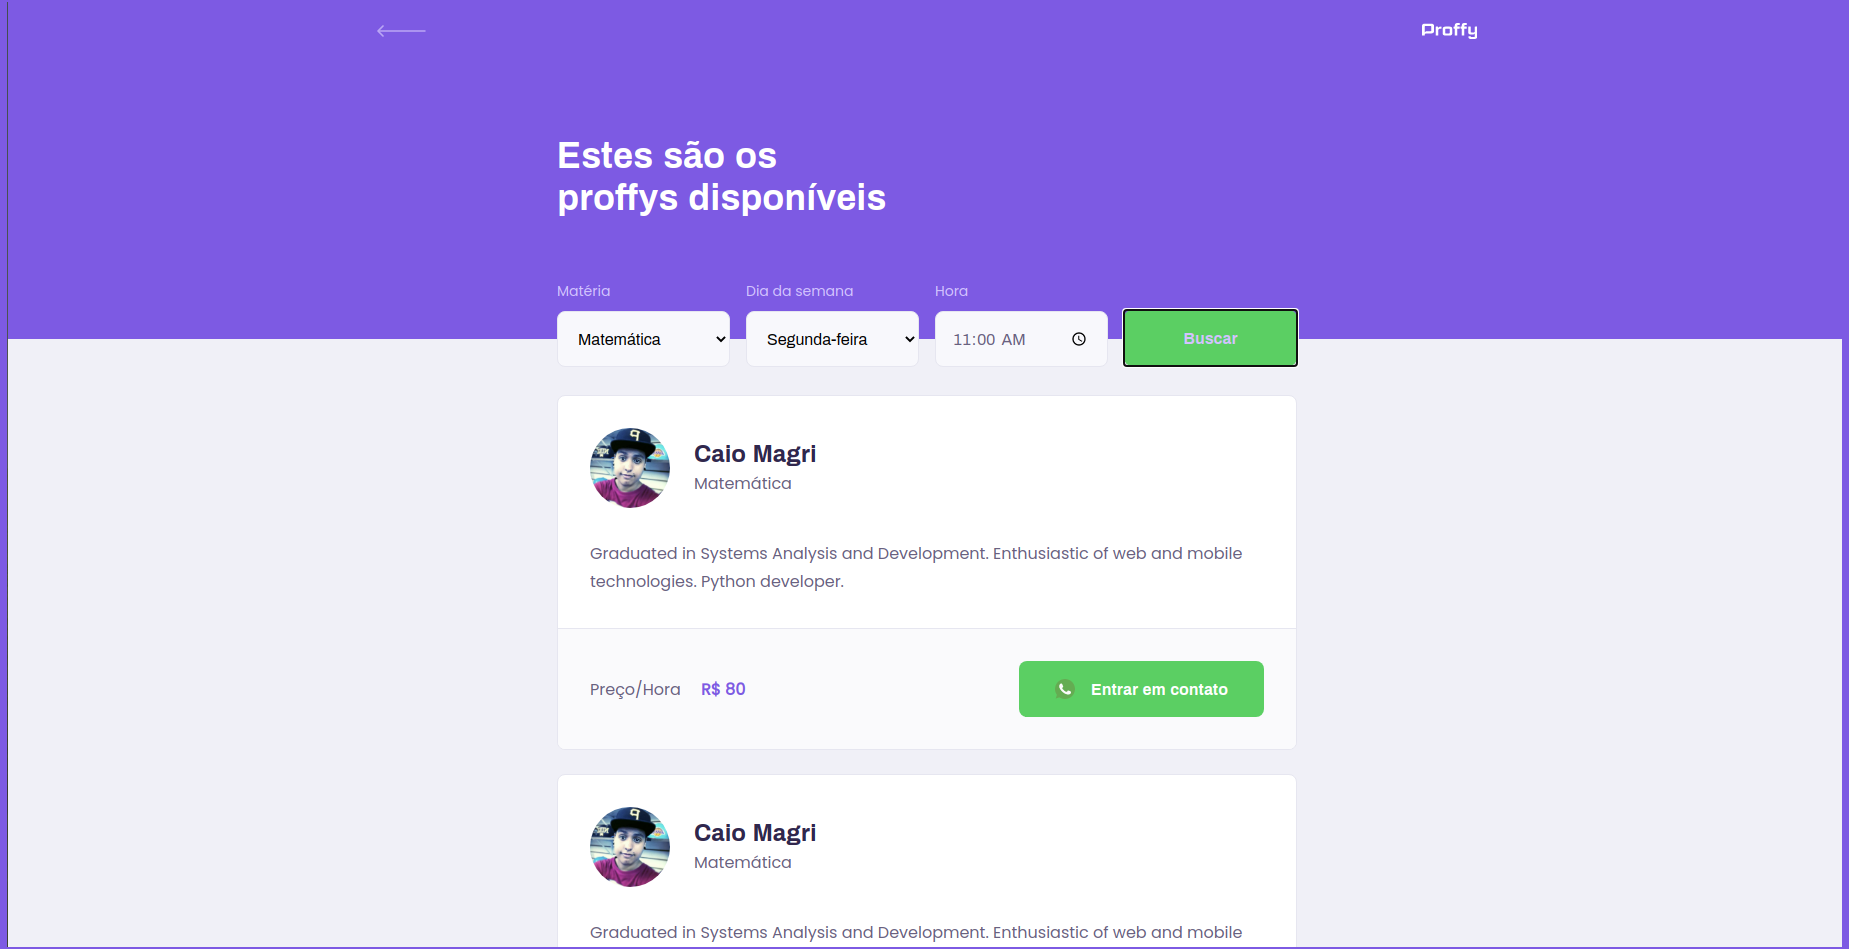 Proffy
Estes são os
proffys disponíveis
Matéria
Dia da semana
Hora
Matemática
Segunda-feira
11:00 AM
Buscar
Caio Magri
Matemática
Graduated in Systems Analysis and Development. Enthusiastic of web and mobile
technologies. Python developer.
Preço/Hora
R$ 80
Entrar em contato
Caio Magri
Matemática
Graduated in Systems Analysis and Development. Enthusiastic of web and mobile